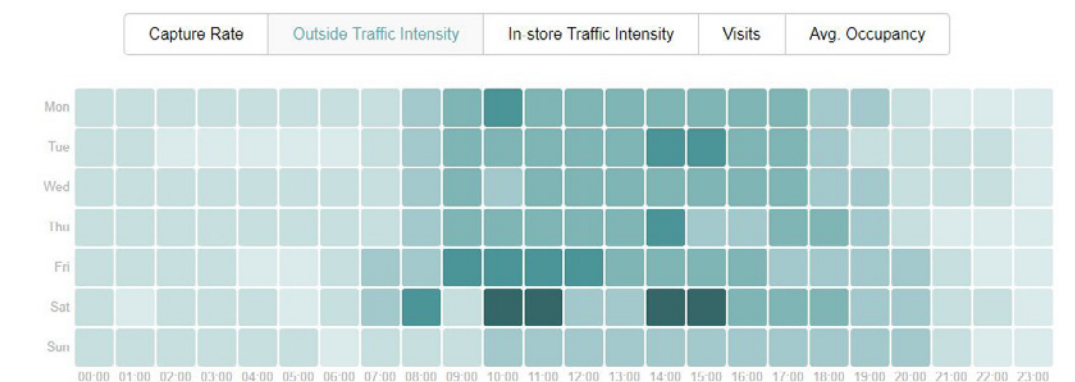 Capture Rate Outside Traffic Intensity In-store Traffic Intensity Visits Avg. Occupancy
Mon
Tue
Wed
Thu
Fri
Sat
Sun
00:00 01:00 02:00 03:00 04:00 05:00 06:00 07:00 08:00 09:00 10:00 11:00 12:00 13:00 14:00 15:00 16:00 17:00 18:00 19:00 20:00 21:00 22:00 23:00